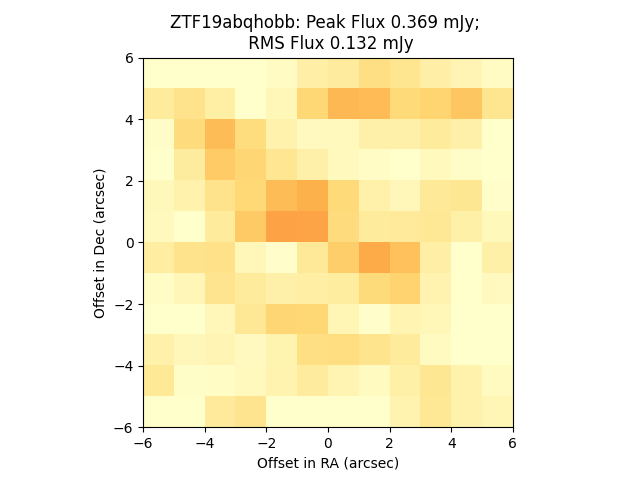 ZTF19abqhobb: Peak Flux 0.369 mJy;
RMS Flux 0.132 mJy
6
4
2
0
−2
−4
−6
Offset in Dec (arcsec)
−6 −4 −2 0 2 4 6
Offset in RA (arcsec)